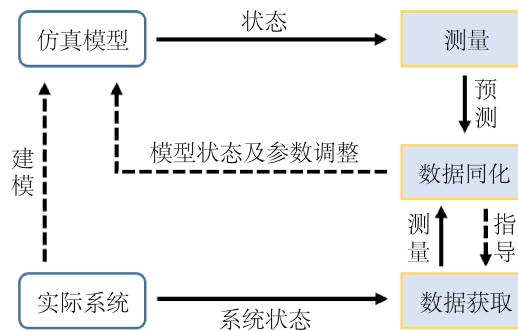 状态
仿真模型
测量
预测
模型状态及参数调整
数据同化
建模
测量
指导
实际系统
系统状态
数据获取